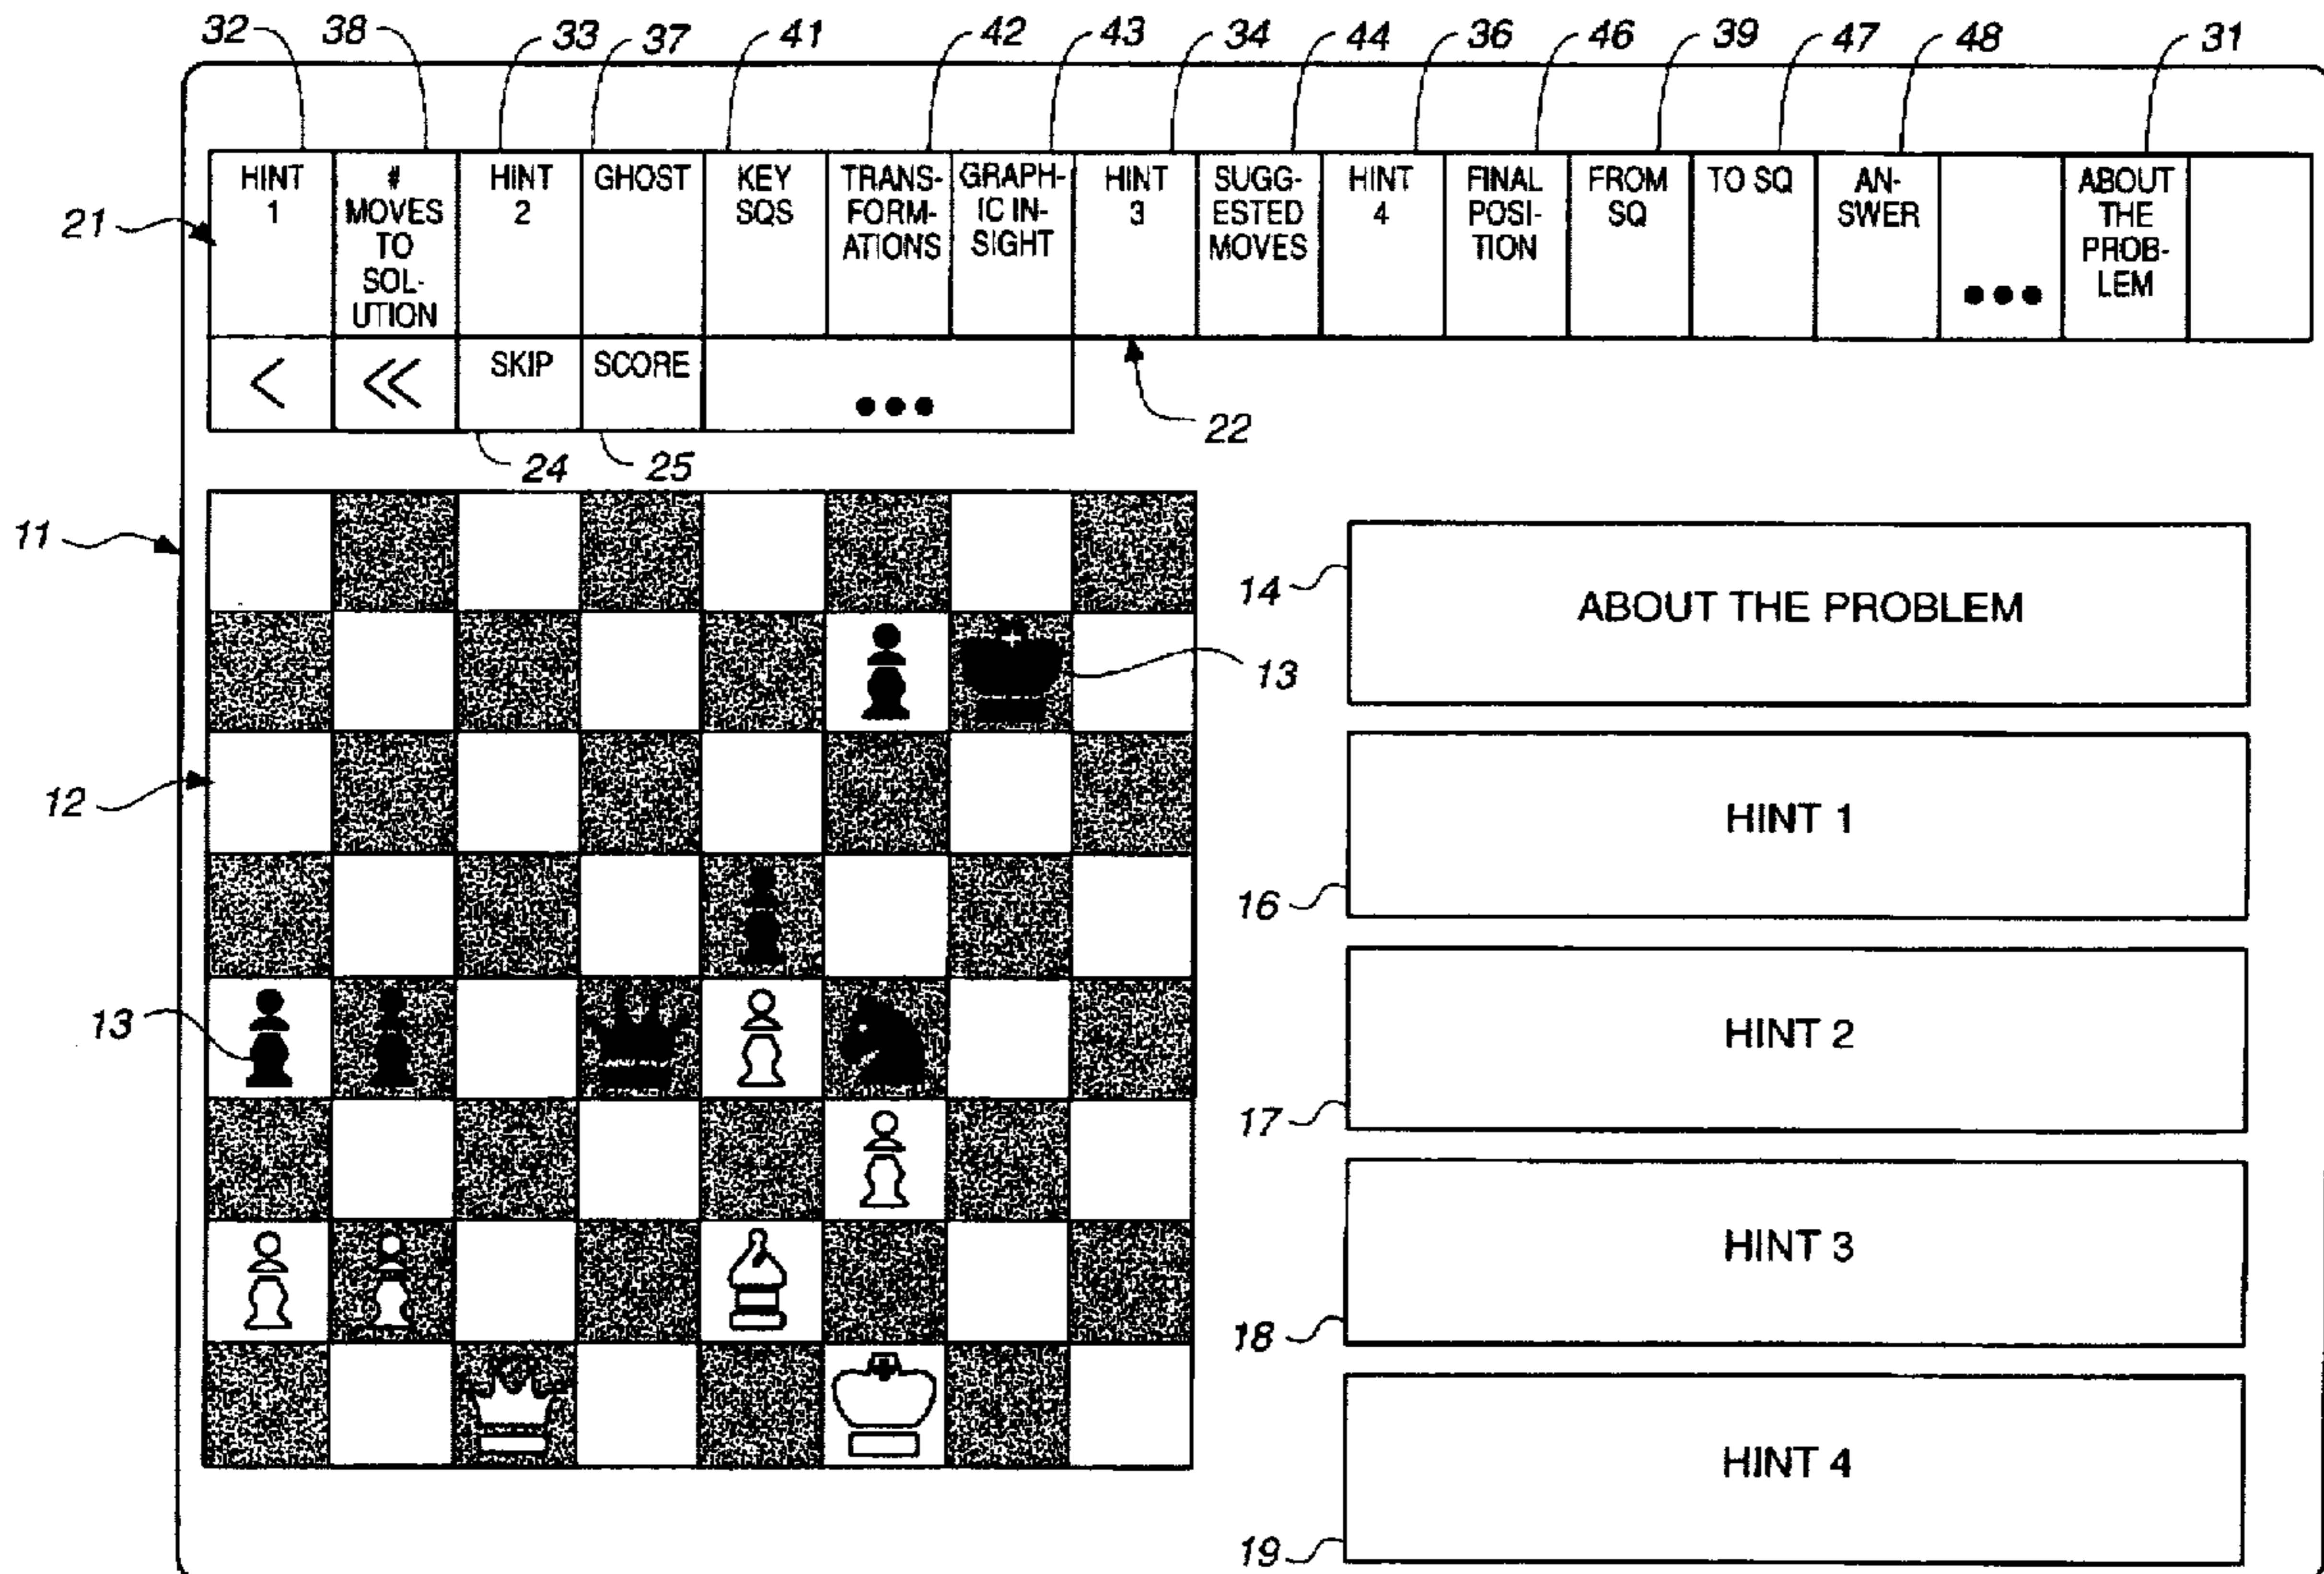 32 38 33 37 41 42 43 34 44 36 46 39 47 48 31
21
HINT 1
# MOVES TO SOL- UTION
HINT 2
GHOST
KEY SQS
TRANS- FORM- ATIONS
GRAPH- IC IN- SIGHT
HINT 3
SUGG- ESTED MOVES
HINT 4
FINAL POSI- TION
FROM SQ
TO SQ
AN- SWER
•••
ABOUT THE PROB- LEM
< << SKIP SCORE •••
22
24 25
11
14
ABOUT THE PROBLEM
13
12
HINT 1
16
13
HINT 2
17
HINT 3
18
HINT 4
19